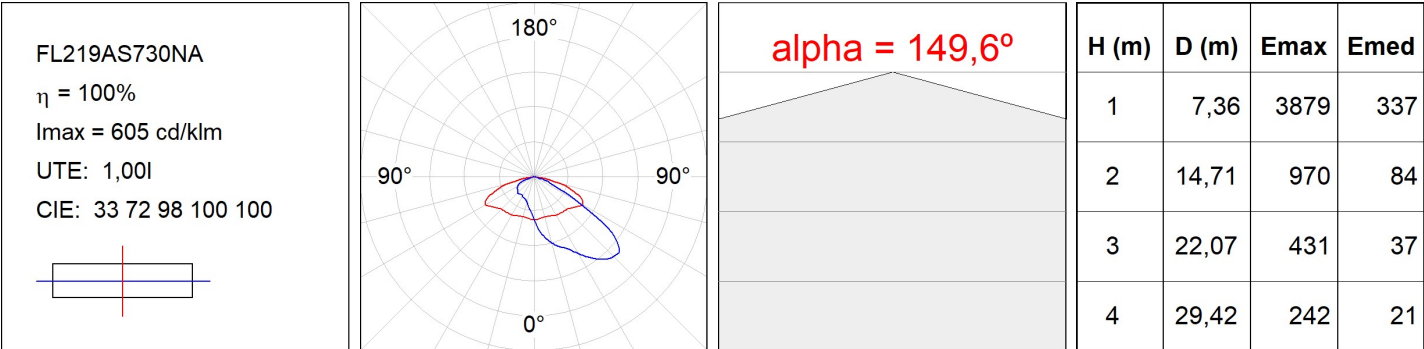 FL219AS730NA
η = 100%
Imax = 605 cd/klm
UTE: 1,00I
CIE: 33 72 98 100 100
180°
90° 90°
0°
alpha = 149,6º
H (m) D (m) Emax Emed
1 7,36 3879 337
2 14,71 970 84
3 22,07 431 37
4 29,42 242 21